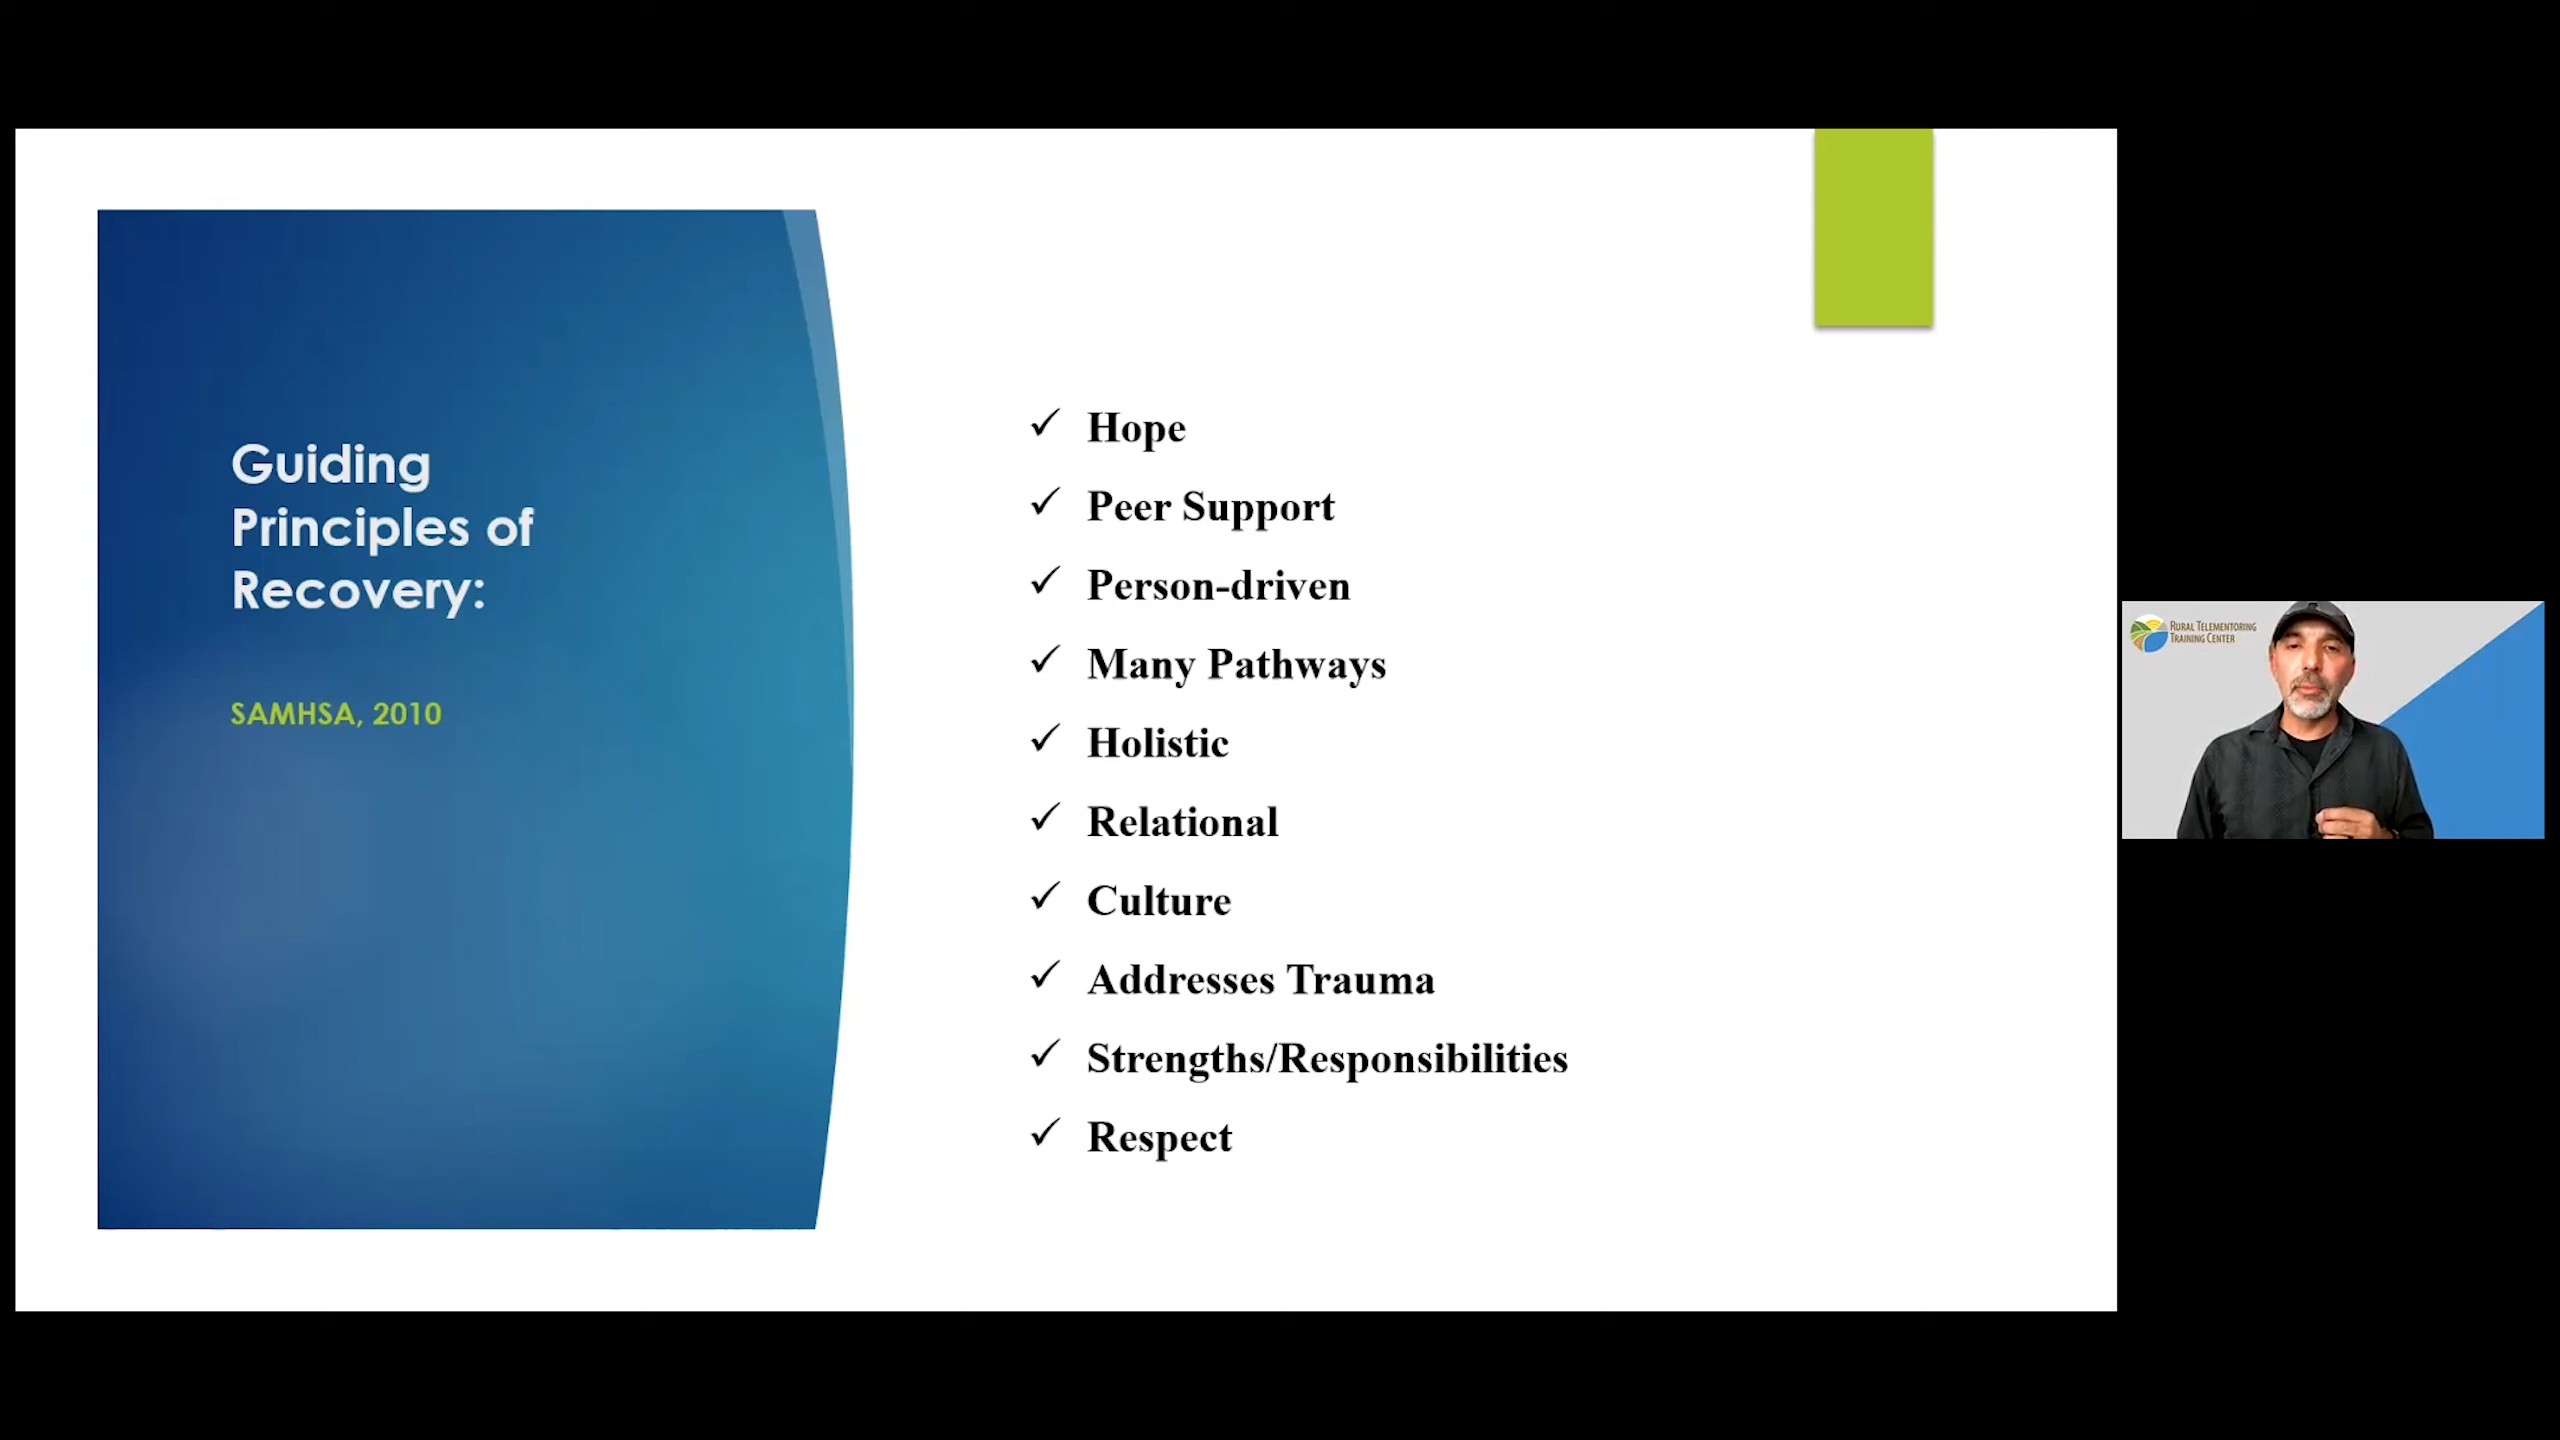 Guiding
Principles of
Recovery:
SAMHSA, 2010
✓ Hope
✓ Peer Support
✓ Person-driven
✓ Many Pathways
✓ Holistic
✓ Relational
✓ Culture
✓ Addresses Trauma
✓ Strengths/Responsibilities
✓ Respect
RURAL TELEMENTORING
TRAINING CENTER